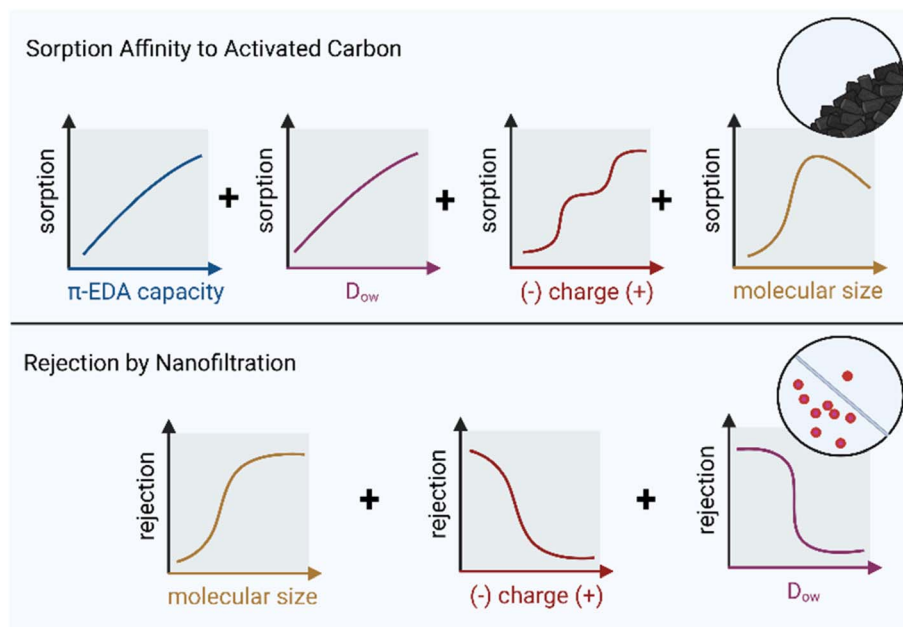 Sorption Affinity to Activated Carbon
sorption
π-EDA capacity
+
sorption
Dow
+
sorption
(-) charge (+)
+
sorption
molecular size
Rejection by Nanofiltration
rejection
molecular size
+
rejection
(-) charge (+)
+
rejection
Dow